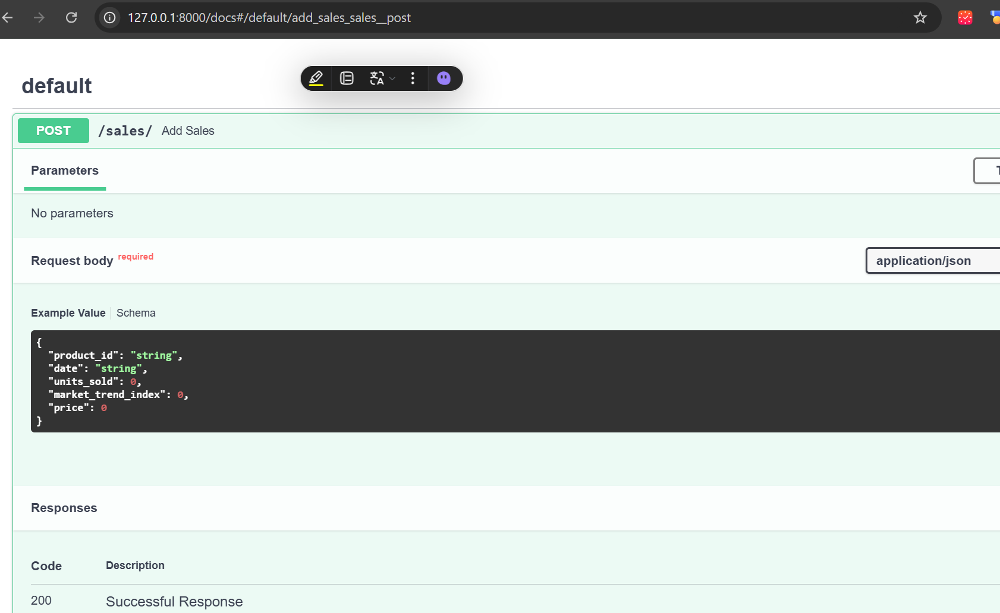 127.0.0.1:8000/docs#/default/add_sales_sales__post
default
POST /sales/ Add Sales
Parameters
No parameters
Request body required
application/json
Example Value Schema
{
  "product_id": "string",
  "date": "string",
  "units_sold": 0,
  "market_trend_index": 0,
  "price": 0
}
Responses
Code Description
200 Successful Response